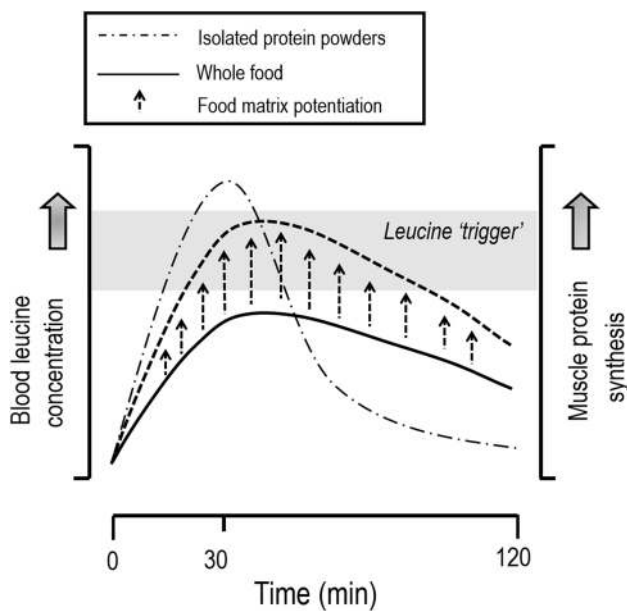 Isolated protein powders
Whole food
Food matrix potentiation
Leucine ‘trigger’
Blood leucine
concentration
Muscle protein
synthesis
0
30
120
Time (min)